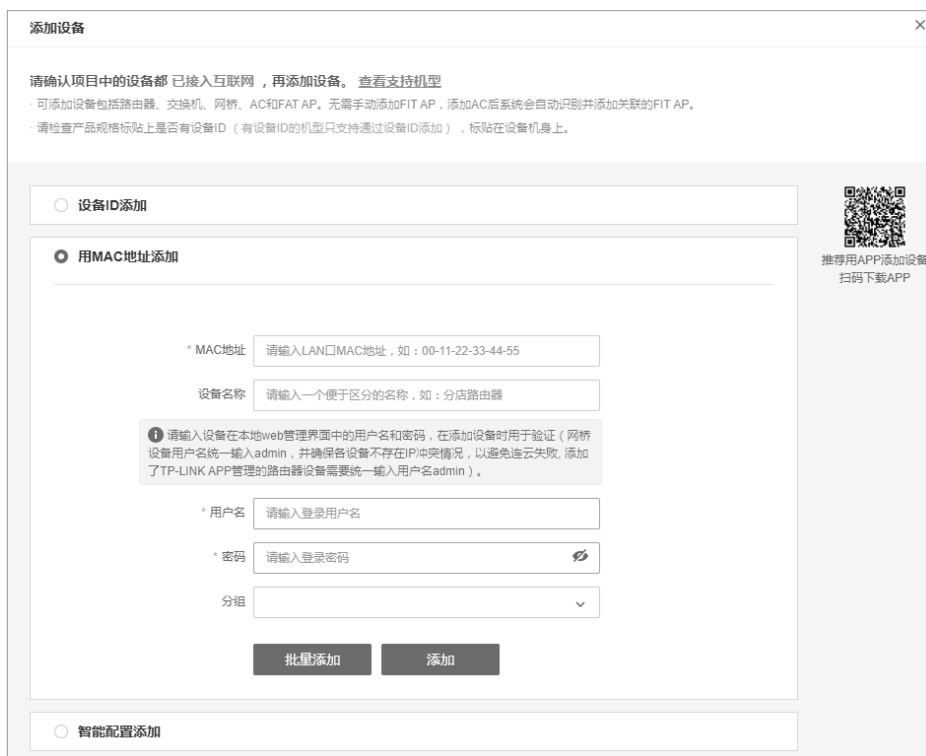 添加设备
请确认项目中的设备都 已接入互联网 ，再添加设备。 查看支持机型
· 可添加设备包括路由器、交换机、网桥、AC和FAT AP。无需手动添加FIT AP，添加AC后系统会自动识别并添加关联的FIT AP。
· 请检查产品规格标贴上是否有设备ID（有设备ID的机型只支持通过设备ID添加），标贴在设备机身上。
设备ID添加
用MAC地址添加
推荐用APP添加设备
扫码下载APP
* MAC地址 请输入LAN口MAC地址，如：00-11-22-33-44-55
设备名称 请输入一个便于区分的名称，如：分店路由器
请输入设备在本地web管理界面中的用户名和密码，在添加设备时用于验证（网桥
设备用户名统一输入admin，并确保各设备不存在IP冲突情况，以避免连云失败, 添加
了TP-LINK APP管理的路由器设备需要统一输入用户名admin）。
* 用户名 请输入登录用户名
* 密码 请输入登录密码
分组
批量添加 添加
智能配置添加